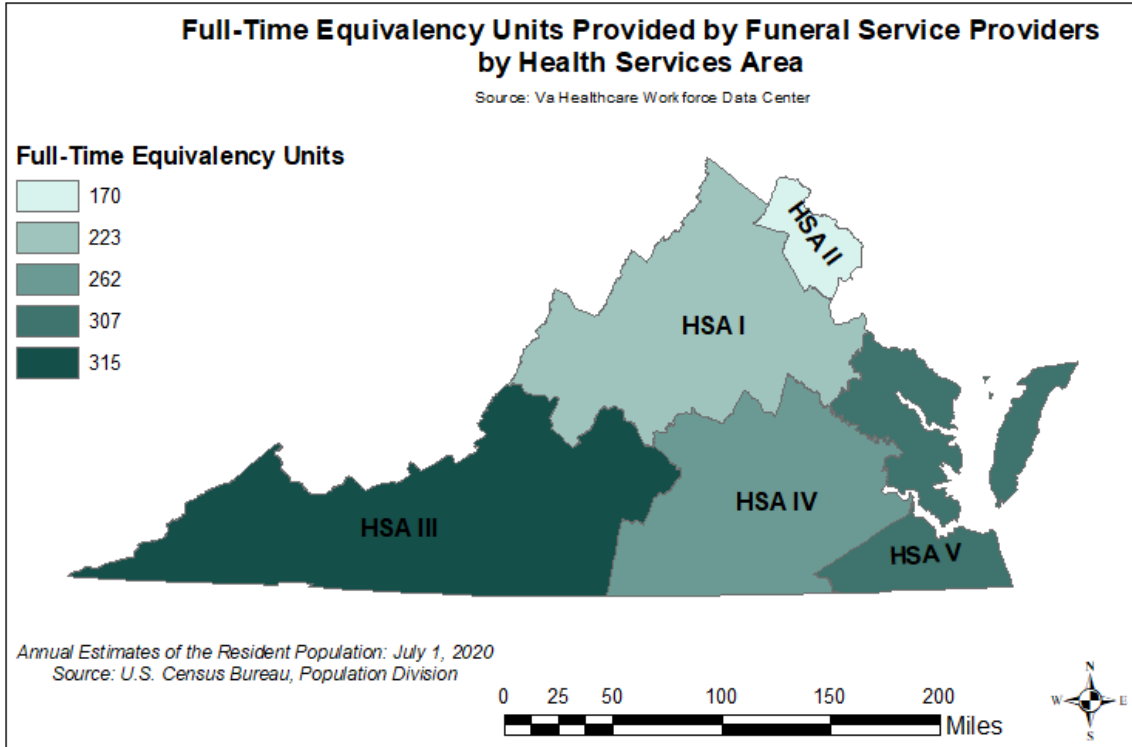 Full-Time Equivalency Units Provided by Funeral Service Providers
by Health Services Area
Source: Va Healthcare Workforce Data Center
Full-Time Equivalency Units
170
223
262
307
315
HSA II
HSA I
HSA IV
HSA III
HSA V
Annual Estimates of the Resident Population: July 1, 2020
Source: U.S. Census Bureau, Population Division
0 25 50 100 150 200
Miles
N
W E
S